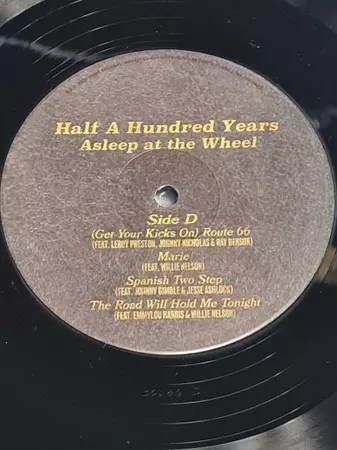 Half A Hundred Years
Asleep at the Wheel
Side D
(Get Your Kicks On) Route 66
(FEAT. LEROY PRESTON, JOHNNY NICHOLAS & RAY BENSON)
Marie
(FEAT. WILLIE NELSON)
Spanish Two Step
(FEAT. JOHNNY GIMBLE & JESSE ASHLOCK)
The Road Will Hold Me Tonight
(FEAT. EMMYLOU HARRIS & WILLIE NELSON)